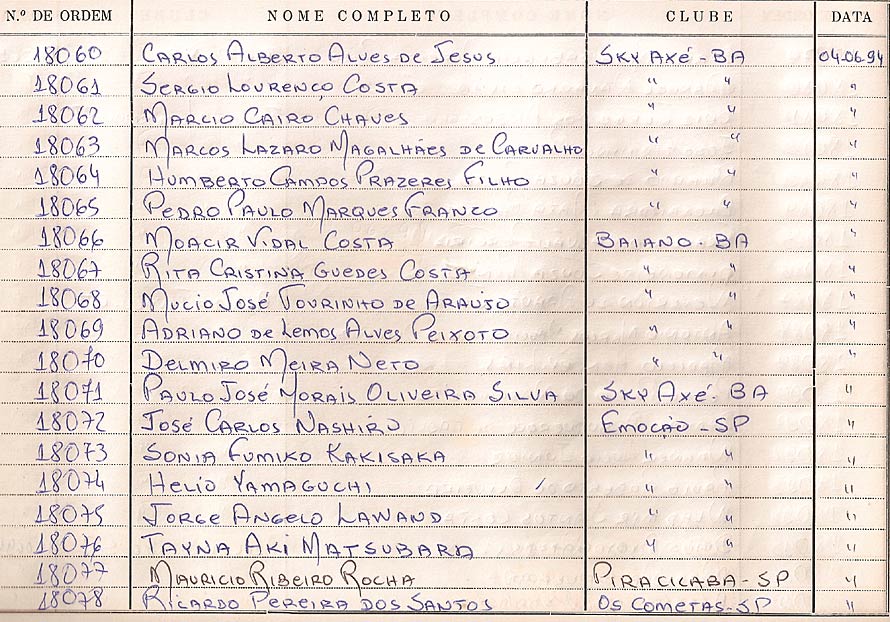 N.º DE ORDEM NOME COMPLETO CLUBE DATA
18060 CARLOS ALBERTO ALVES DE JESUS SKY AXÉ - BA 04.06.94
18061 SERGIO LOURENÇO COSTA " " "
18062 MARCIO CAIRO CHAVES " " "
18063 MARCOS LAZARO MAGALHÃES DE CARVALHO " " "
18064 HUMBERTO CAMPOS PRAZERES FILHO " " "
18065 PEDRO PAULO MARQUES FRANCO " " "
18066 MOACIR VIDAL COSTA BAIANO - BA "
18067 RITA CRISTINA GUEDES COSTA " " "
18068 MUCIO JOSÉ TOURINHO DE ARAUJO " " "
18069 ADRIANO DE LEMOS ALVES PEIXOTO " " "
18070 DELMIRO MEIRA NETO " " "
18071 PAULO JOSÉ MORAIS OLIVEIRA SILVA SKY AXÉ - BA "
18072 JOSÉ CARLOS NASHIRO EMOÇÃO - SP "
18073 SONIA FUMIKO KAKISAKA " " "
18074 HELIO YAMAGUCHI " " "
18075 JORGE ANGELO LAWAND " " "
18076 TAYNA AKI MATSUBARA " " "
18077 MAURICIO RIBEIRO ROCHA PIRACICABA - SP "
18078 RICARDO PEREIRA DOS SANTOS OS COMETAS - SP "